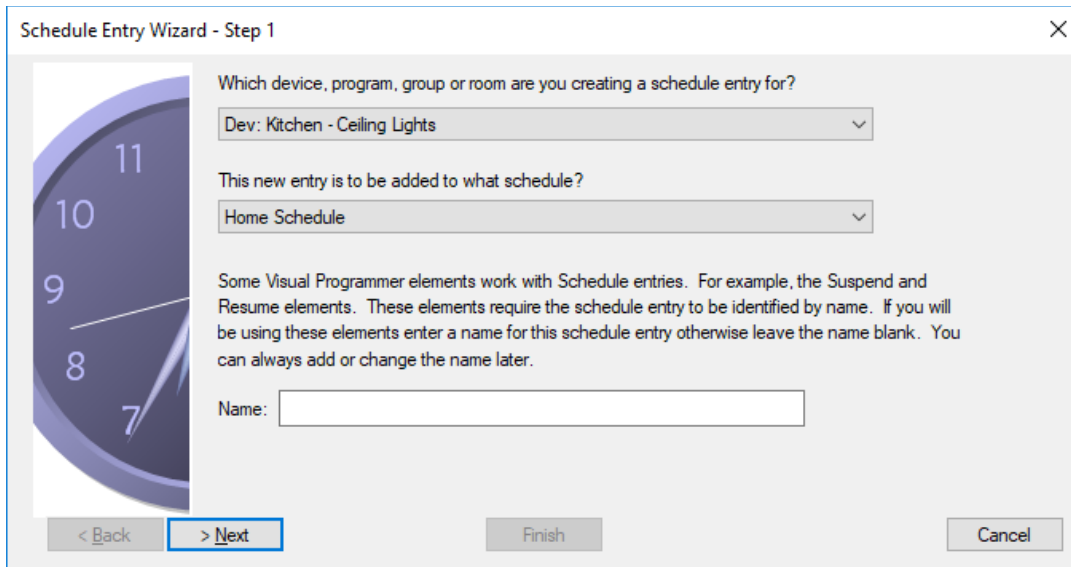 Schedule Entry Wizard - Step 1
Which device, program, group or room are you creating a schedule entry for?
Dev: Kitchen - Ceiling Lights
This new entry is to be added to what schedule?
Home Schedule
Some Visual Programmer elements work with Schedule entries. For example, the Suspend and
Resume elements. These elements require the schedule entry to be identified by name. If you will
be using these elements enter a name for this schedule entry otherwise leave the name blank. You
can always add or change the name later.
Name:
11
10
9
8
7
< Back
> Next
Finish
Cancel